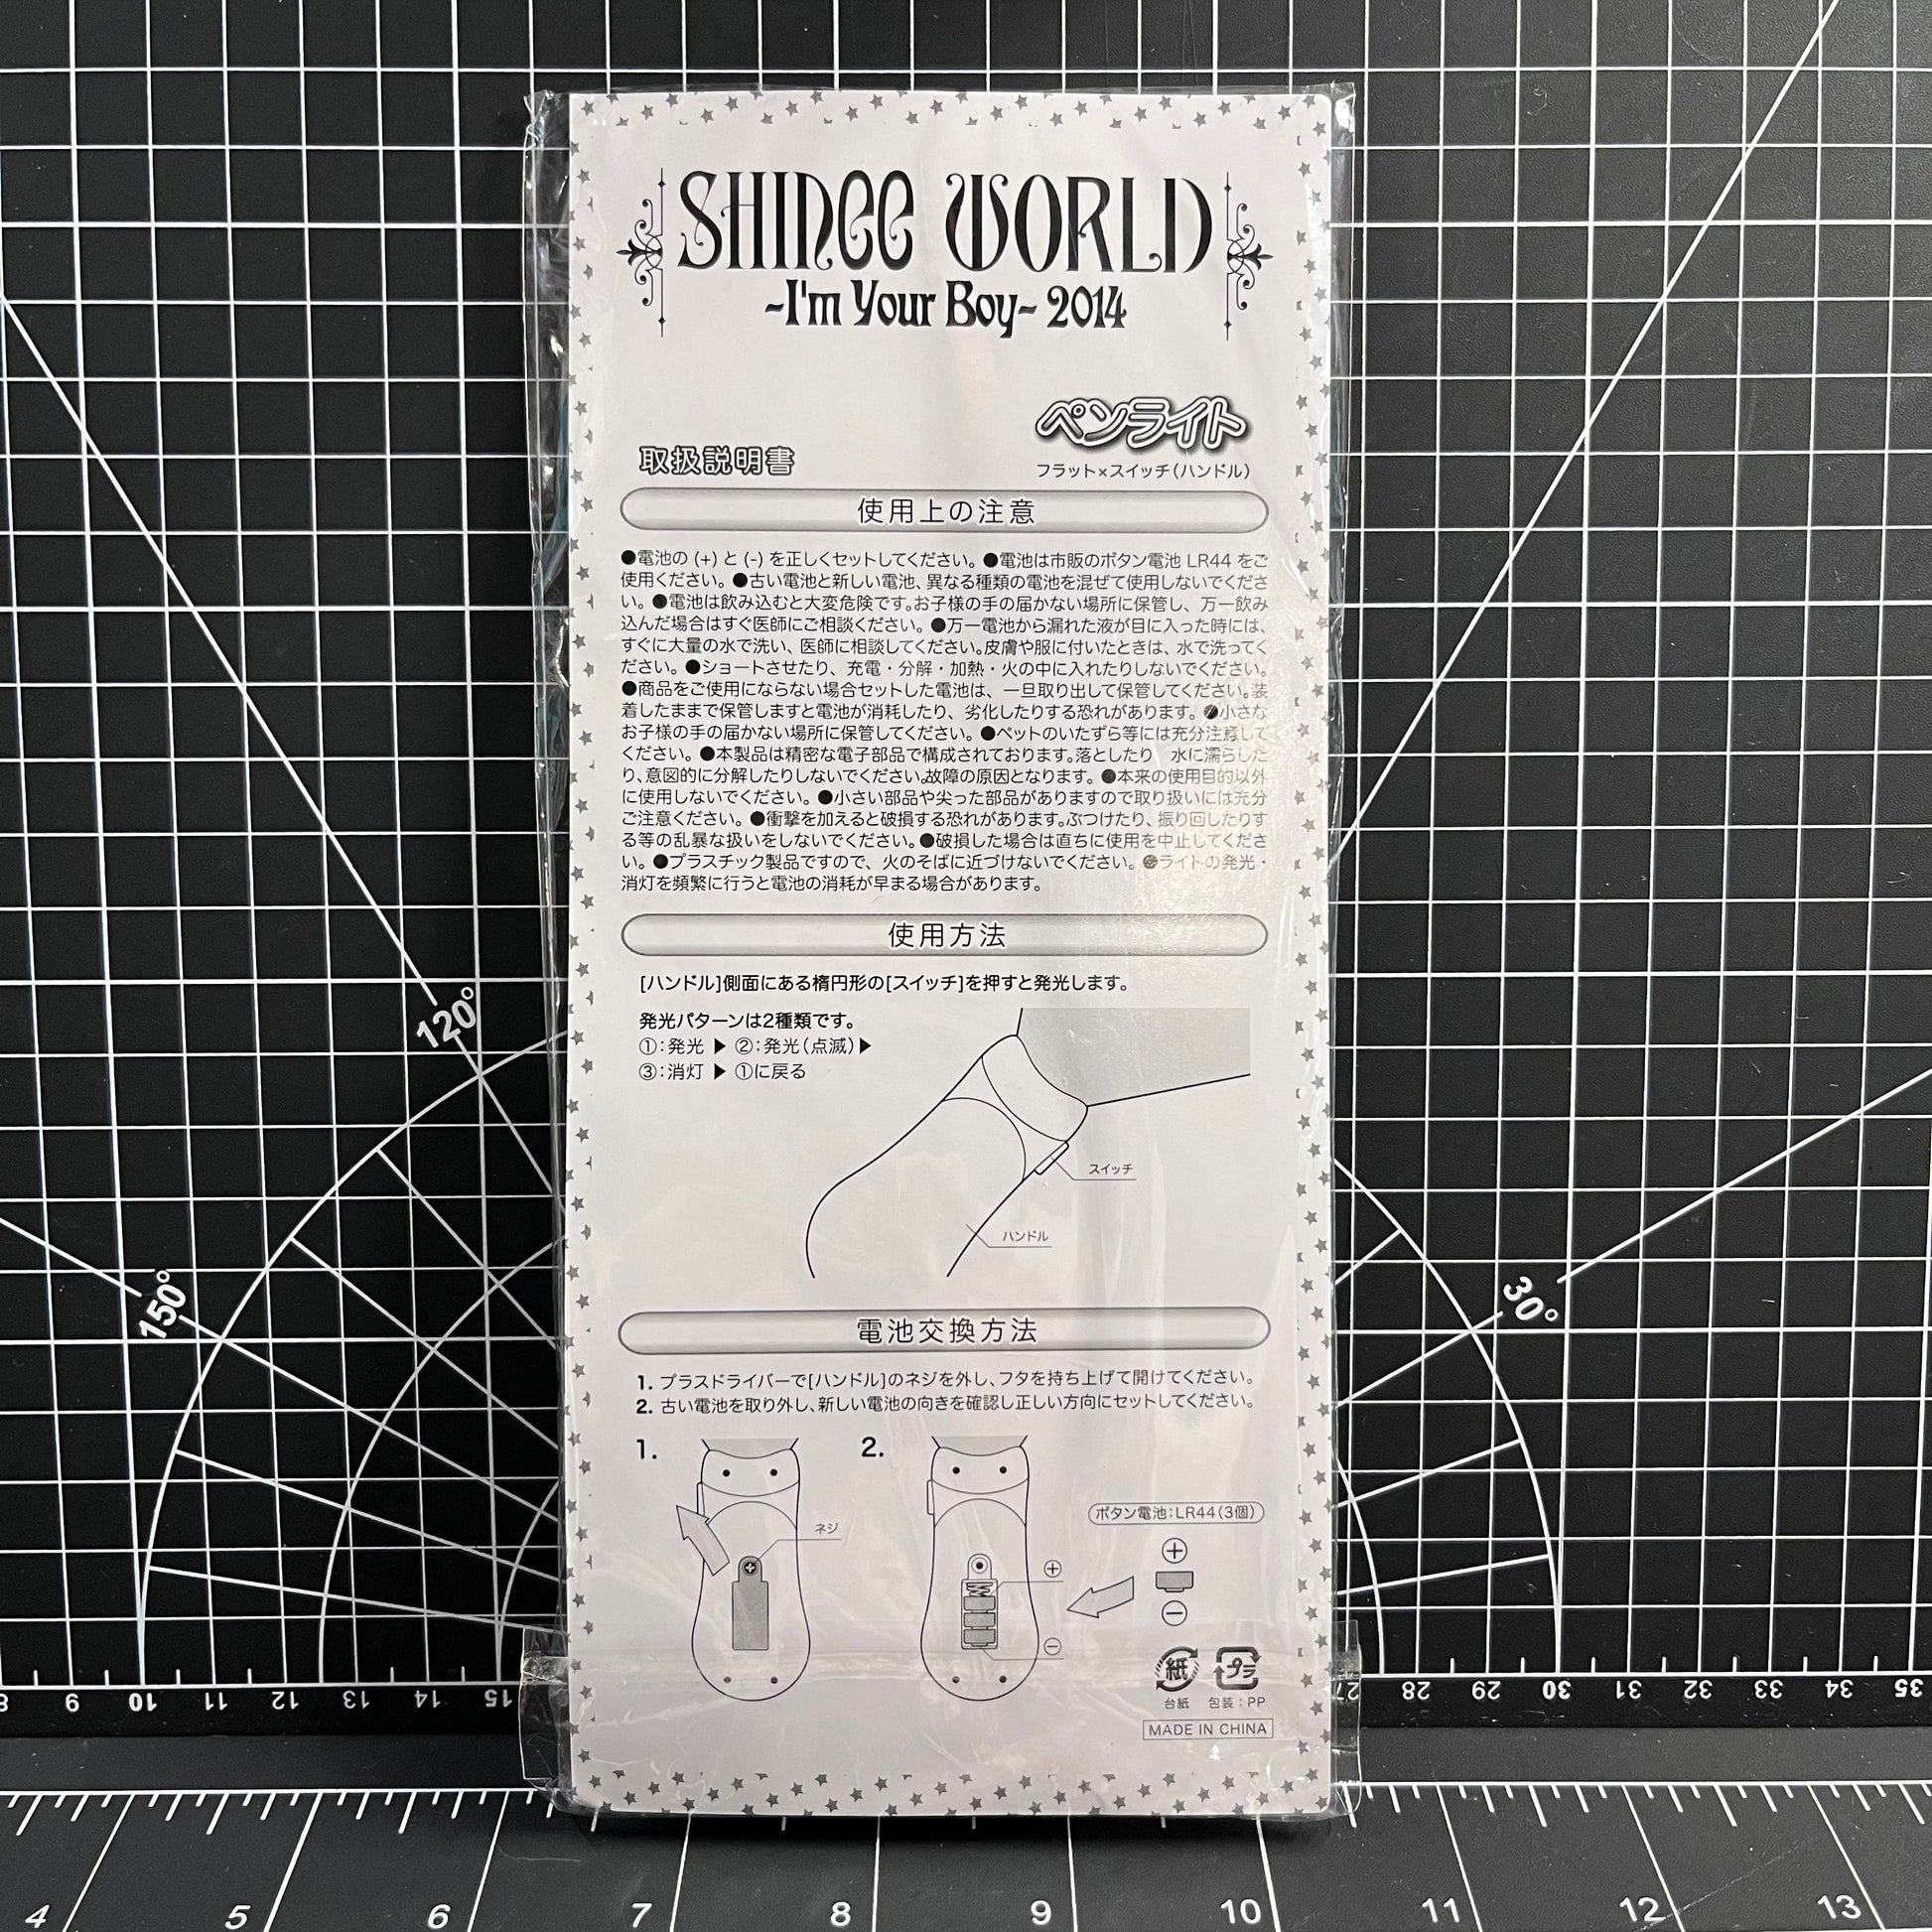 SHINee WORLD
~I'm Your Boy~ 2014
ペンライト
取扱説明書
フラット×スイッチ(ハンドル)
使用上の注意
●電池の (+) と (-) を正しくセットしてください。●電池は市販のボタン電池 LR44 をご
使用ください。●古い電池と新しい電池、異なる種類の電池を混ぜて使用しないでくださ
い。●電池は飲み込むと大変危険です。お子様の手の届かない場所に保管し、万一飲み
込んだ場合はすぐ医師にご相談ください。●万一電池から漏れた液が目に入った時には、
すぐに大量の水で洗い、医師に相談してください。皮膚や服に付いたときは、水で洗ってく
ださい。●ショートさせたり、充電・分解・加熱・火の中に入れたりしないでください。
●商品をご使用にならない場合セットした電池は、一旦取り出して保管してください。装
着したままで保管しますと電池が消耗したり、劣化したりする恐れがあります。●小さな
お子様の手の届かない場所に保管してください。●ペットのいたずら等には充分注意して
ください。●本製品は精密な電子部品で構成されております。落としたり 水に濡らした
り、意図的に分解したりしないでください。故障の原因となります。●本来の使用目的以外
に使用しないでください。●小さい部品や尖った部品がありますので取り扱いには充分
ご注意ください。●衝撃を加えると破損する恐れがあります。ぶつけたり、振り回したりす
る等の乱暴な扱いをしないでください。●破損した場合は直ちに使用を中止してくださ
い。●プラスチック製品ですので、火のそばに近づけないでください。●ライトの発光・
消灯を頻繁に行うと電池の消耗が早まる場合があります。
使用方法
[ハンドル]側面にある楕円形の[スイッチ]を押すと発光します。
発光パターンは2種類です。
①:発光 ▶ ②:発光(点滅)▶
③:消灯 ▶ ①に戻る
スイッチ
ハンドル
120°
150°
30°
電池交換方法
1. プラスドライバーで[ハンドル]のネジを外し、フタを持ち上げて開けてください。
2. 古い電池を取り外し、新しい電池の向きを確認し正しい方向にセットしてください。
1.
2.
ネジ
ボタン電池:LR44(3個)
⊕
⊖
⊕
⊖
紙
プラ
台紙 包装:PP
MADE IN CHINA
8 9 10 11 12 13 14 15 27 28 29 30 31 32 33 34 35
4 5 6 7 8 9 10 11 12 13